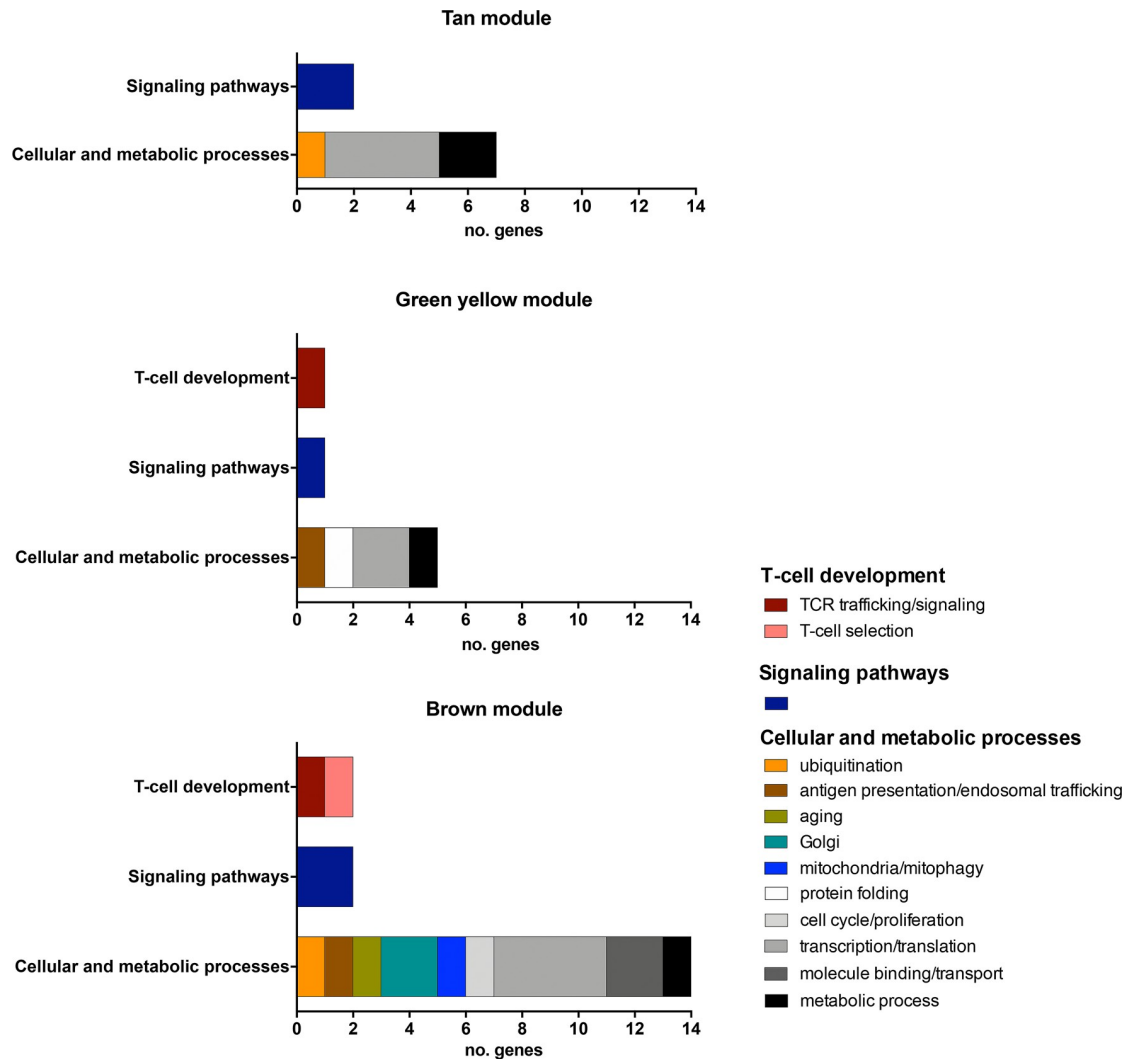 Tan module
Signaling pathways
Cellular and metabolic processes
0 2 4 6 8 10 12 14
no. genes
Green yellow module
T-cell development
Signaling pathways
Cellular and metabolic processes
0 2 4 6 8 10 12 14
no. genes
Brown module
T-cell development
Signaling pathways
Cellular and metabolic processes
0 2 4 6 8 10 12 14
no. genes
T-cell development
TCR trafficking/signaling
T-cell selection
Signaling pathways
Cellular and metabolic processes
ubiquitination
antigen presentation/endosomal trafficking
aging
Golgi
mitochondria/mitophagy
protein folding
cell cycle/proliferation
transcription/translation
molecule binding/transport
metabolic process